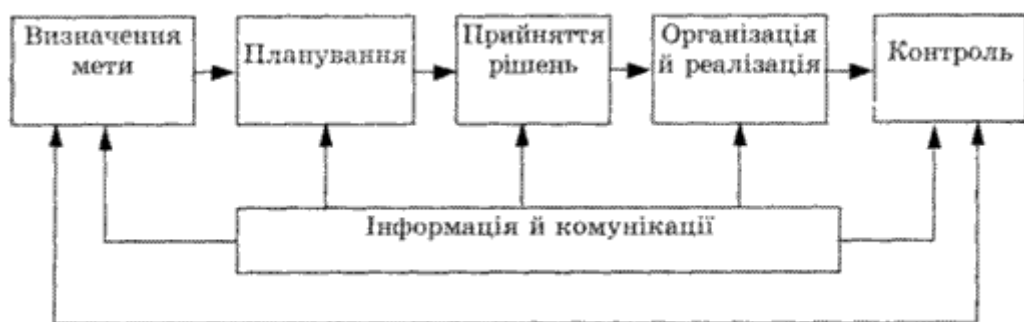 Визначення
мети
Планування
Прийняття
рішень
Організація
й реалізація
Контроль
Інформація й комунікації